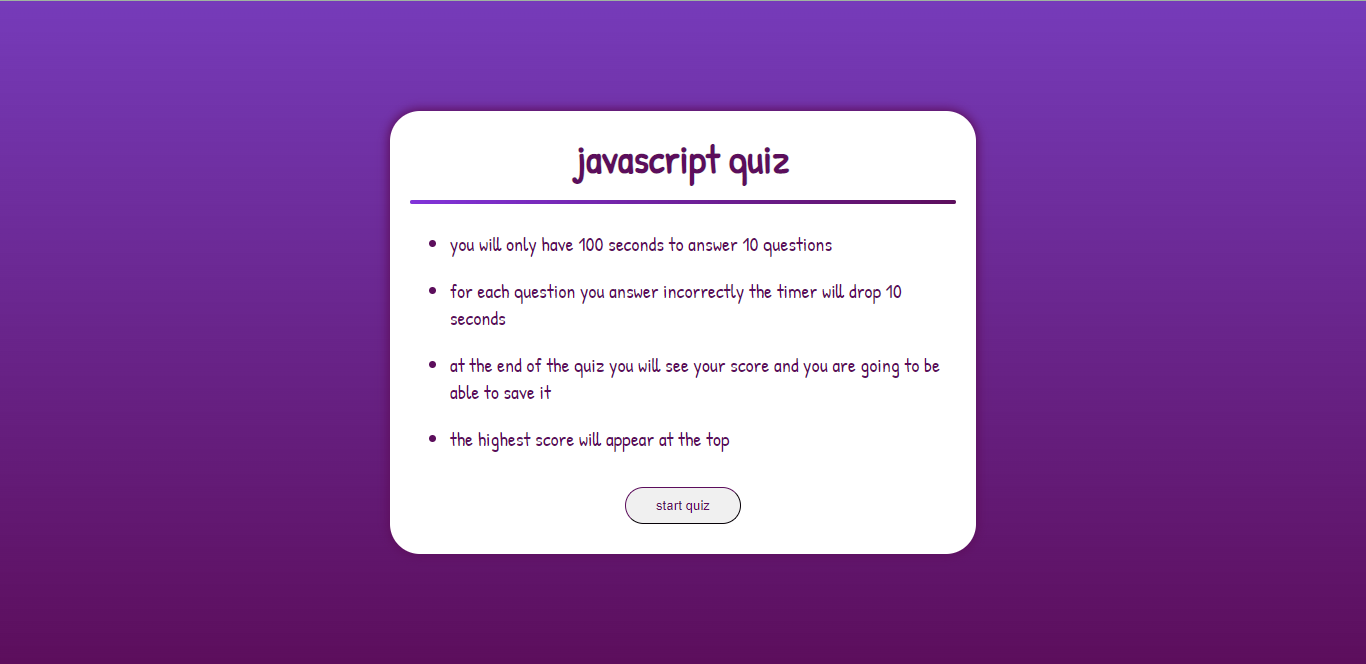 javascript quiz
you will only have 100 seconds to answer 10 questions
for each question you answer incorrectly the timer will drop 10
seconds
at the end of the quiz you will see your score and you are going to be
able to save it
the highest score will appear at the top
start quiz